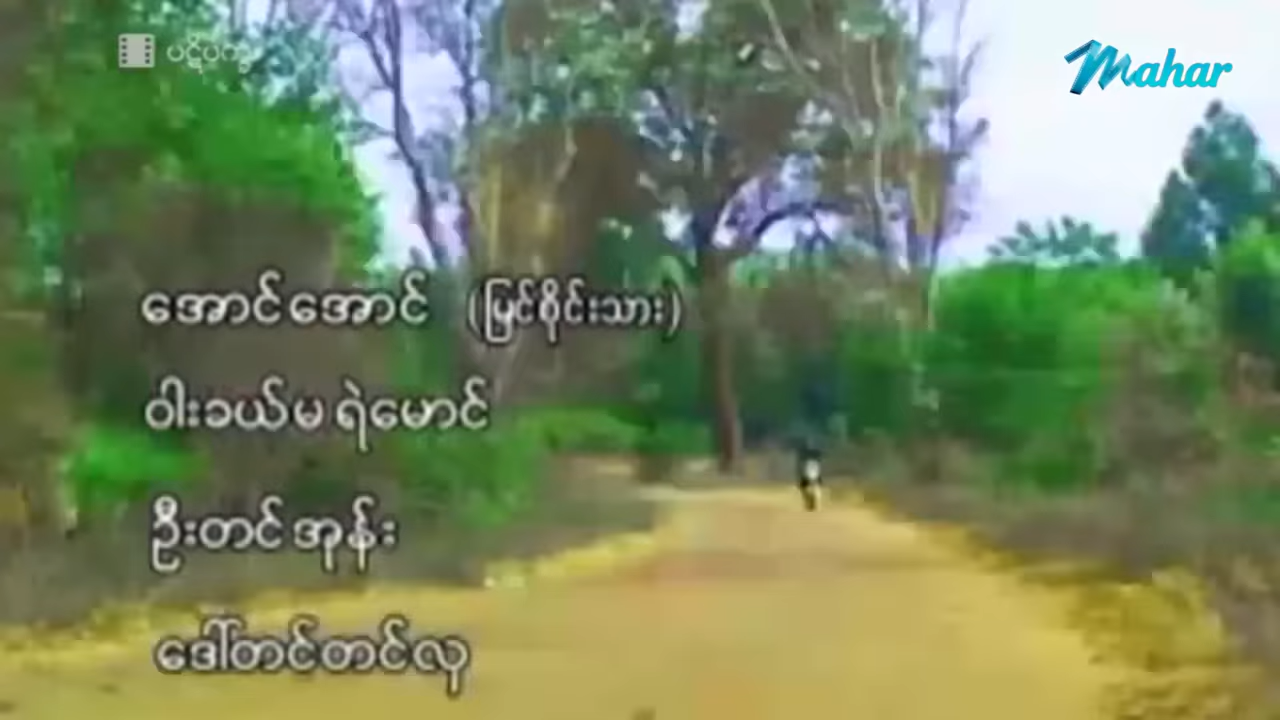 ပဋိပက္ခ
Mahar
အောင်အောင် (မြင်စိုင်းသား)
ဝါးခယ်မ ရဲမောင်
ဦးတင်အုန်း
ဒေါ်တင်တင်လှ